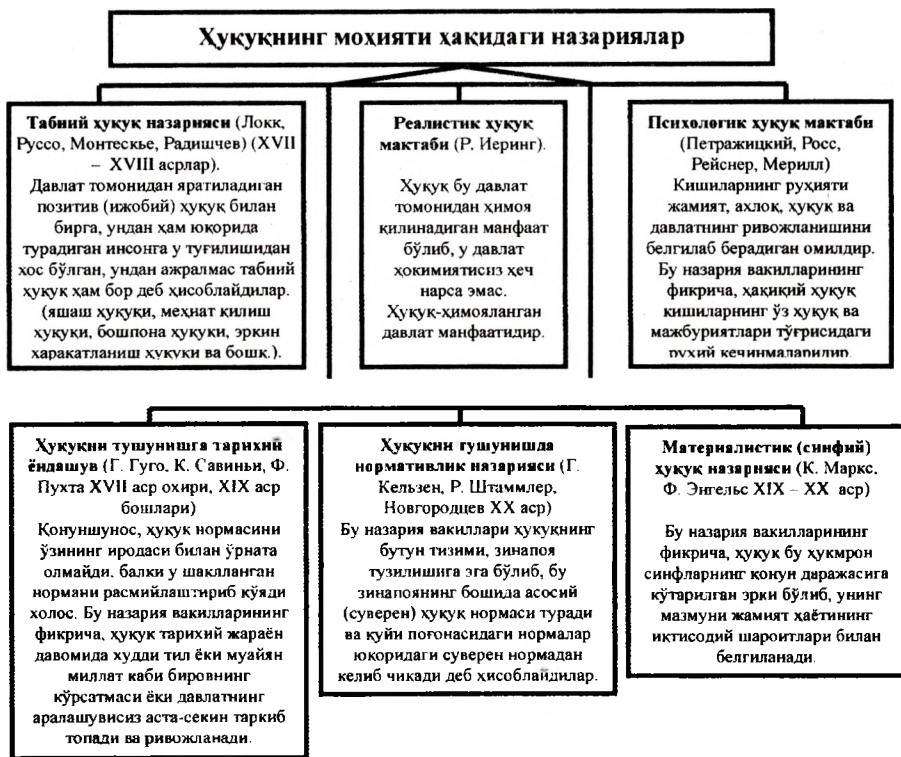 Ҳуқуқнинг моҳияти ҳақидаги назариялар
Табиий ҳуқуқ назарияси (Локк,
Руссо, Монтескье, Радишчев) (XVII
– XVIII асрлар).
Давлат томонидан яратиладиган
позитив (ижобий) ҳуқуқ билан
бирга, ундан ҳам юқорида
турадиган инсонга у туғилишидан
хос бўлган, ундан ажралмас табиий
ҳуқуқ ҳам бор деб ҳисоблайдилар.
(яшаш ҳуқуқи, меҳнат қилиш
ҳуқуқи, бошпона ҳуқуқи, эркин
харакатланиш ҳуқуқи ва бошқ.).
Реалистик ҳуқуқ
мактаби (Р. Иеринг).
Ҳуқуқ бу давлат
томонидан ҳимоя
қилинадиган манфаат
бўлиб, у давлат
ҳокимиятисиз ҳеч
нарса эмас.
Ҳуқуқ-ҳимояланган
давлат манфаатидир.
Психологик ҳуқуқ мактаби
(Петражицкий, Росс,
Рейснер, Мерилл)
Кишиларнинг руҳияти
жамият, ахлоқ, ҳуқуқ ва
давлатнинг ривожланишини
белгилаб берадиган омилдир.
Бу назария вакилларининг
фикрича, ҳақиқий ҳуқуқ
кишиларнинг ўз ҳуқуқ ва
мажбуриятлари тўғрисидаги
руҳий кечинмаларидир.
Ҳуқуқни тушунишга тарихий
ёндашув (Г. Гуго, К. Савиньи, Ф.
Пухта XVII аср охири, XIX аср
бошлари)
Қонуншунос, ҳуқуқ нормасини
ўзининг иродаси билан ўрната
олмайди, балки у шаклланган
нормани расмийлаштириб қўяди
холос. Бу назария вакилларининг
фикрича, ҳуқуқ тарихий жараён
давомида худди тил ёки муайян
миллат каби бировнинг
кўрсатмаси ёки давлатнинг
аралашувисиз аста-секин таркиб
топади ва ривожланади.
Ҳуқуқни тушунишда
нормативлик назарияси (Г.
Кельзен, Р. Штаммлер,
Новгородцев XX аср)
Бу назария вакиллари ҳуқуқнинг
бутун тизими, зинапоя
тузилишига эга бўлиб, бу
зинапоянинг бошида асосий
(суверен) ҳуқуқ нормаси туради
ва қуйи поғонасидаги нормалар
юқоридаги суверен нормадан
келиб чиқади деб ҳисоблайдилар.
Материалистик (синфий)
ҳуқуқ назарияси (К. Маркс,
Ф. Энгельс XIX – XX аср)
Бу назария вакилларининг
фикрича, ҳуқуқ бу ҳукмрон
синфларнинг қонун даражасига
кўтарилган эрки бўлиб, унинг
мазмуни жамият ҳаётининг
иқтисодий шароитлари билан
белгиланади.